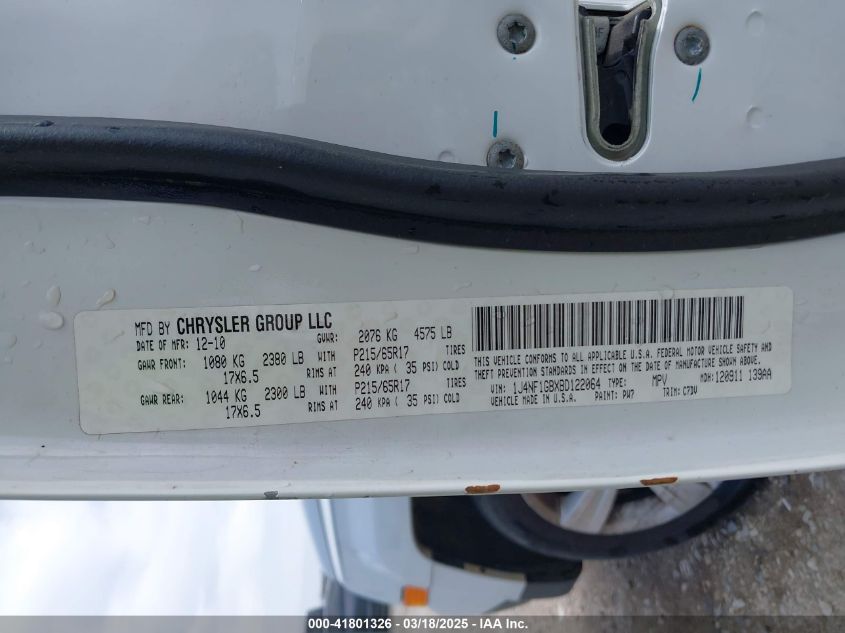 MFD BY CHRYSLER GROUP LLC
DATE OF MFR: 12-10 GVWR: 2076 KG 4575 LB
GAWR FRONT: 1080 KG 2380 LB WITH P215/65R17 TIRES
17X6.5 RIMS AT 240 KPA ( 35 PSI) COLD
GAWR REAR: 1044 KG 2300 LB WITH P215/65R17 TIRES
17X6.5 RIMS AT 240 KPA ( 35 PSI) COLD
THIS VEHICLE CONFORMS TO ALL APPLICABLE U.S.A. FEDERAL MOTOR VEHICLE SAFETY AND
THEFT PREVENTION STANDARDS IN EFFECT ON THE DATE OF MANUFACTURE SHOWN ABOVE.
VIN: 1J4NF1GBXBD122064 TYPE: MPV MDH: 120911 139AA
VEHICLE MADE IN U.S.A. PAINT: PW7 TRIM: C7DV
000-41801326 / 03/18/2025 - IAA Inc.